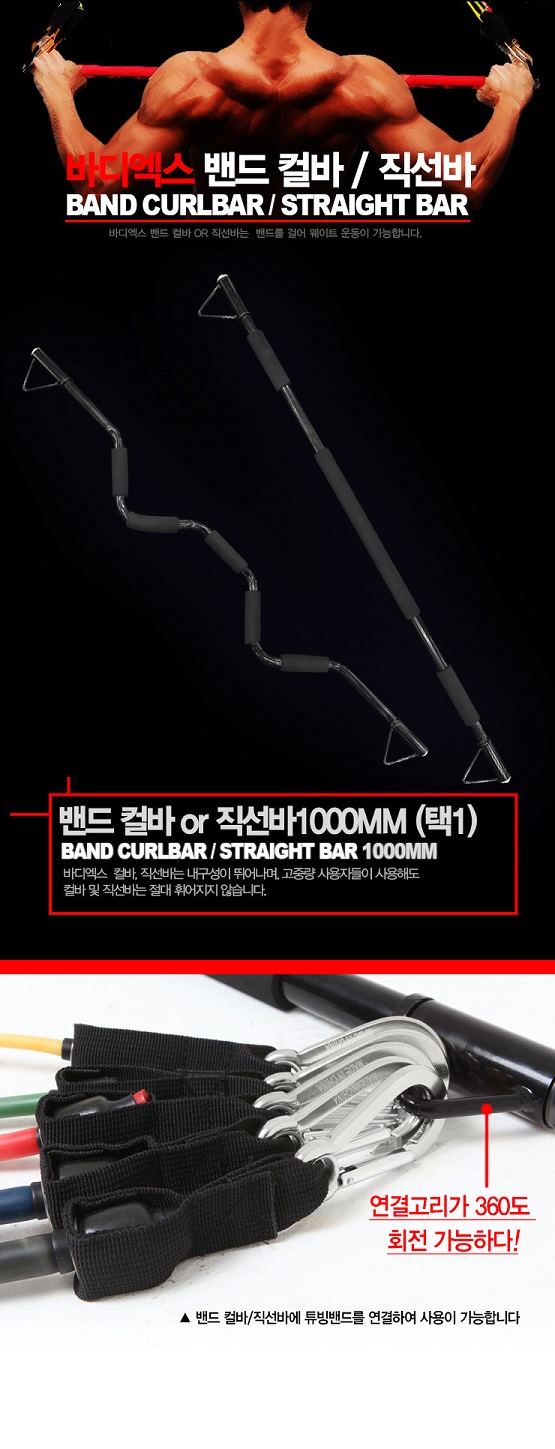 바디엑스 밴드 컬바 / 직선바
BAND CURLBAR / STRAIGHT BAR
바디엑스 밴드 컬바 OR 직선바는 밴드를 걸어 웨이트 운동이 가능합니다.
밴드 컬바 or 직선바1000MM (택1)
BAND CURLBAR / STRAIGHT BAR 1000MM
바디엑스 컬바, 직선바는 내구성이 뛰어나며, 고중량 사용자들이 사용해도
컬바 및 직선바는 절대 휘어지지 않습니다.
연결고리가 360도
회전 가능하다!
▲ 밴드 컬바/직선바에 튜빙밴드를 연결하여 사용이 가능합니다